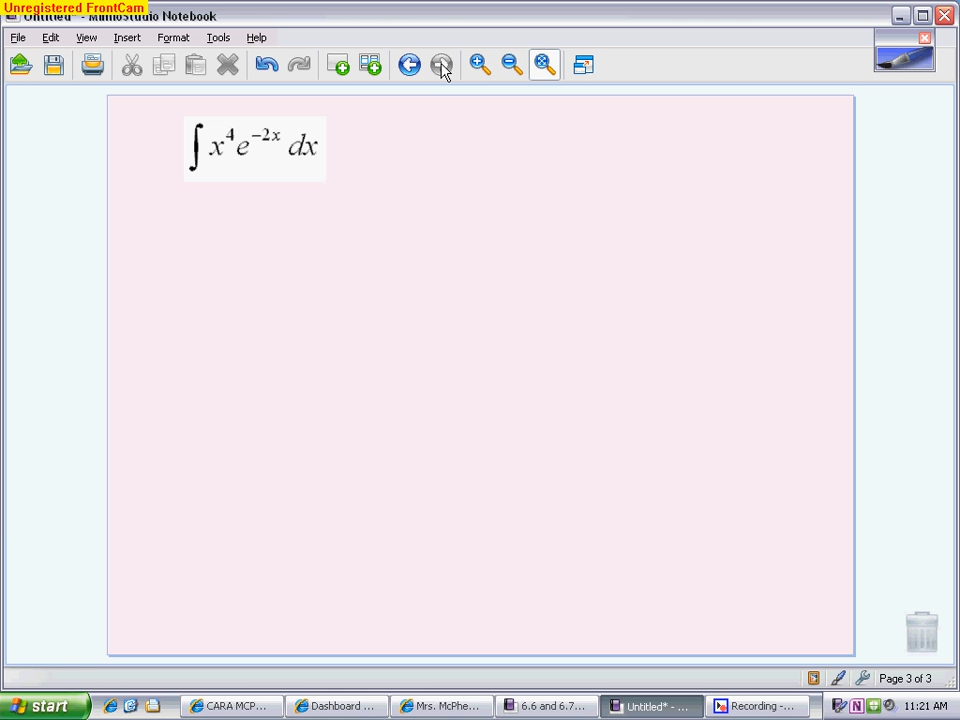 Unregistered FrontCam
Untitled* - MimioStudio Notebook
File Edit View Insert Format Tools Help
∫ x⁴ e⁻²ˣ dx
Page 3 of 3
start CARA MCP... Dashboard ... Mrs. McPhe... 6.6 and 6.7... Untitled* - ... Recording -... 11:21 AM